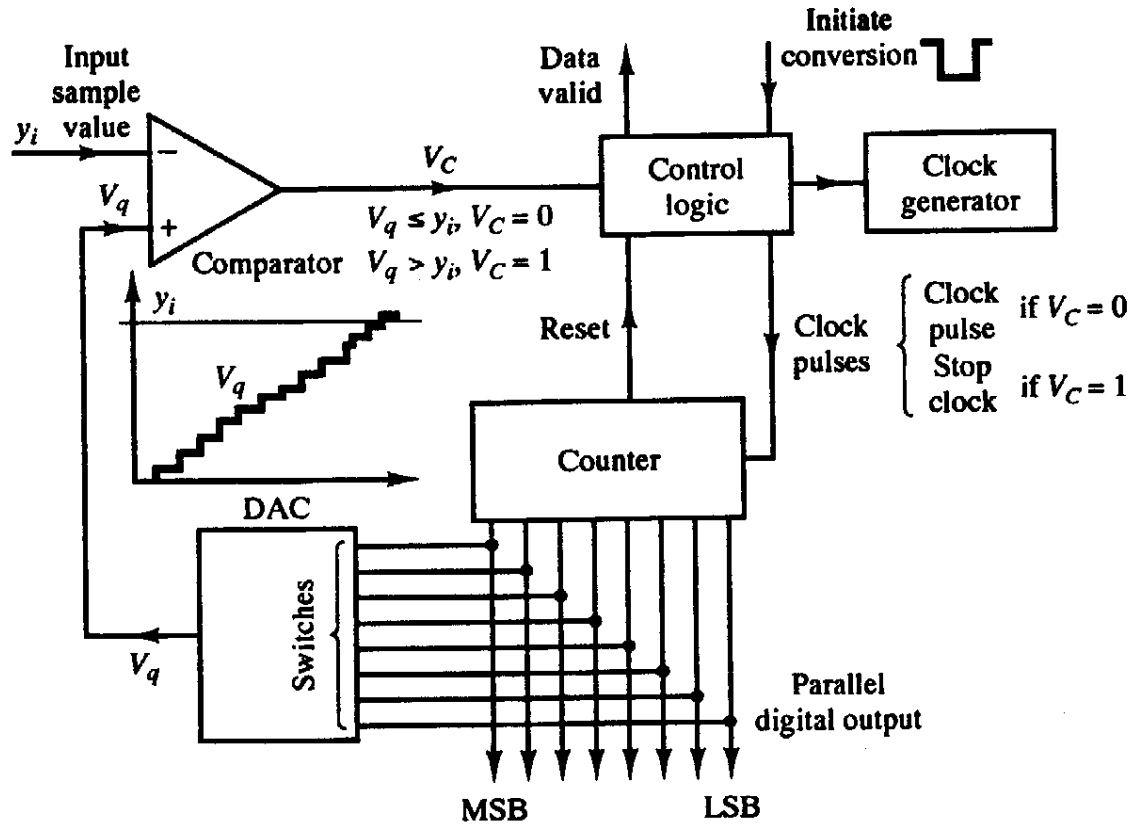 Input
sample
value
y_i
−
V_q
+
Comparator
V_C
V_q ≤ y_i, V_C = 0
V_q > y_i, V_C = 1
Data
valid
Initiate
conversion
Control
logic
Clock
generator
Reset
Clock
pulses
Clock
pulse
if V_C = 0
Stop
clock
if V_C = 1
y_i
V_q
Counter
DAC
Switches
V_q
Parallel
digital output
MSB
LSB